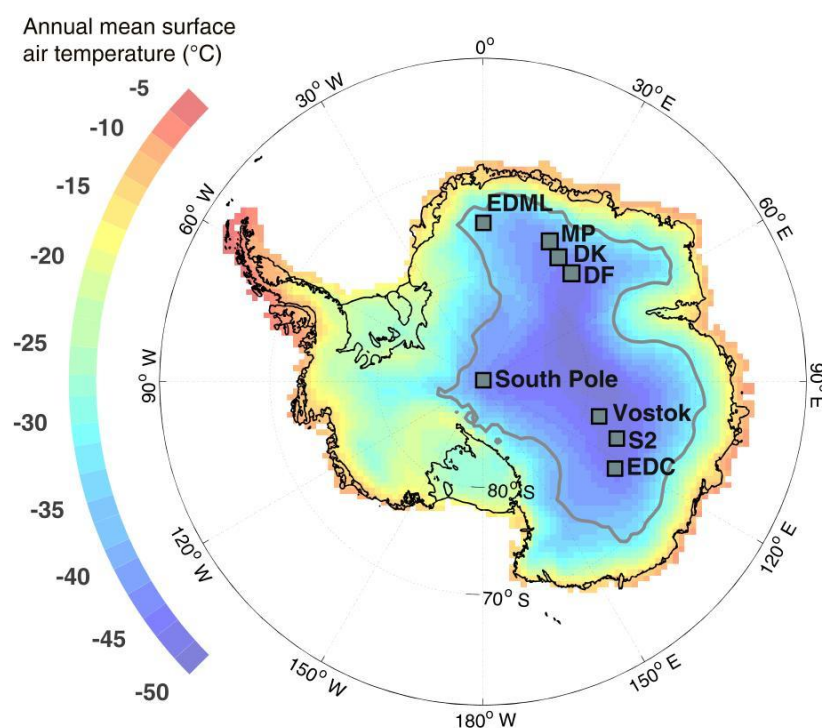 Annual mean surface
air temperature (°C)
-5
-10
-15
-20
-25
-30
-35
-40
-45
-50
0°
30° E
60° E
90° E
120° E
150° E
180° W
150° W
120° W
90° W
60° W
30° W
EDML
MP
DK
DF
South Pole
Vostok
S2
EDC
80° S
70° S